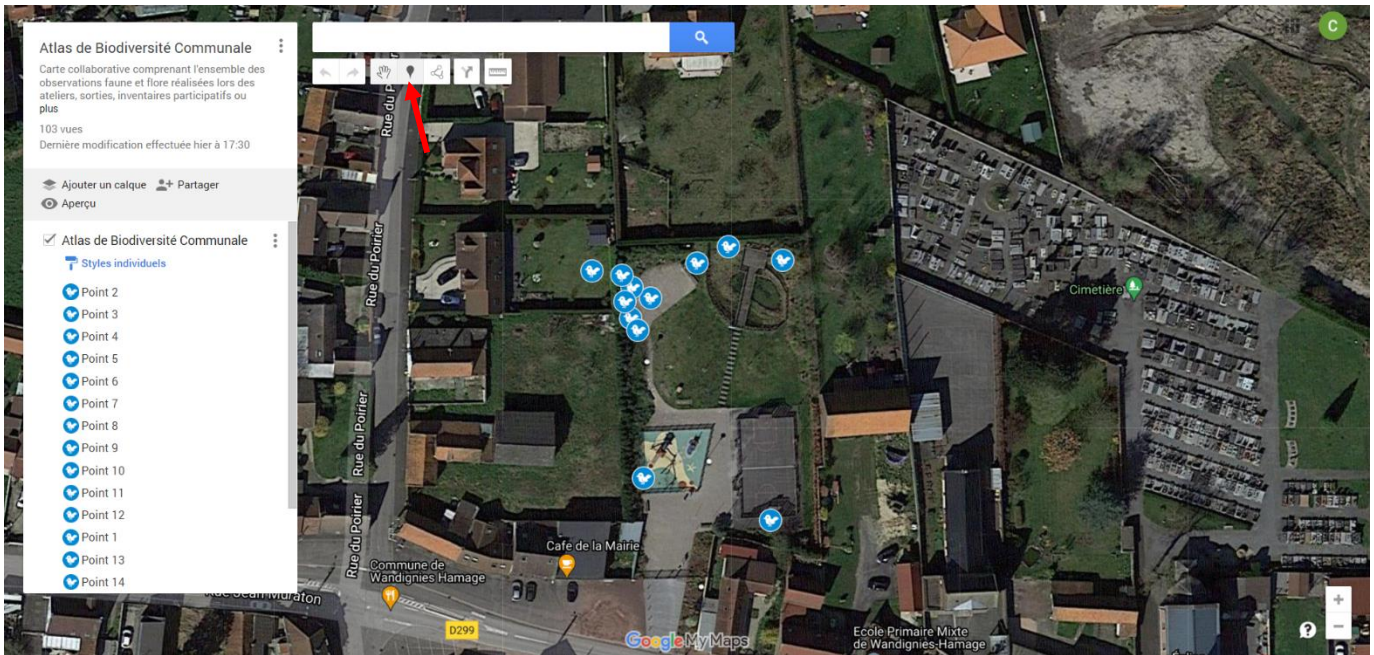 Atlas de Biodiversité Communale
Carte collaborative comprenant l'ensemble des
observations faune et flore réalisées lors des
ateliers, sorties, inventaires participatifs ou
plus
103 vues
Dernière modification effectuée hier à 17:30
Ajouter un calque
Partager
Aperçu
Atlas de Biodiversité Communale
Styles individuels
Point 2
Point 3
Point 4
Point 5
Point 6
Point 7
Point 8
Point 9
Point 10
Point 11
Point 12
Point 1
Point 13
Point 14
C
Rue du P
Rue du Poirier
Rue du Poirier
Rue du Poirier
Cimetière
Cafe de la Mairie
Commune de
Wandignies Hamage
Rue Jean Muraton
D299
Google My Maps
Ecole Primaire Mixte
de Wandignies-Hamage
+
−
?